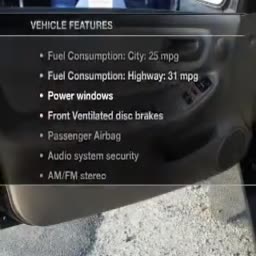 VEHICLE FEATURES
• Fuel Consumption: City: 25 mpg
• Fuel Consumption: Highway: 31 mpg
• Power windows
• Front Ventilated disc brakes
• Passenger Airbag
• Audio system security
• AM/FM stereo